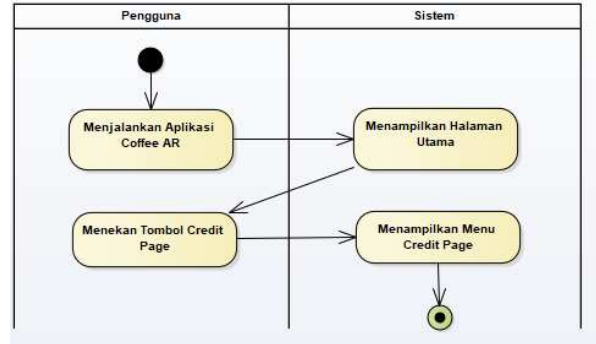 Pengguna
Sistem
Menjalankan Aplikasi
Coffee AR
Menampilkan Halaman
Utama
Menekan Tombol Credit
Page
Menampilkan Menu
Credit Page